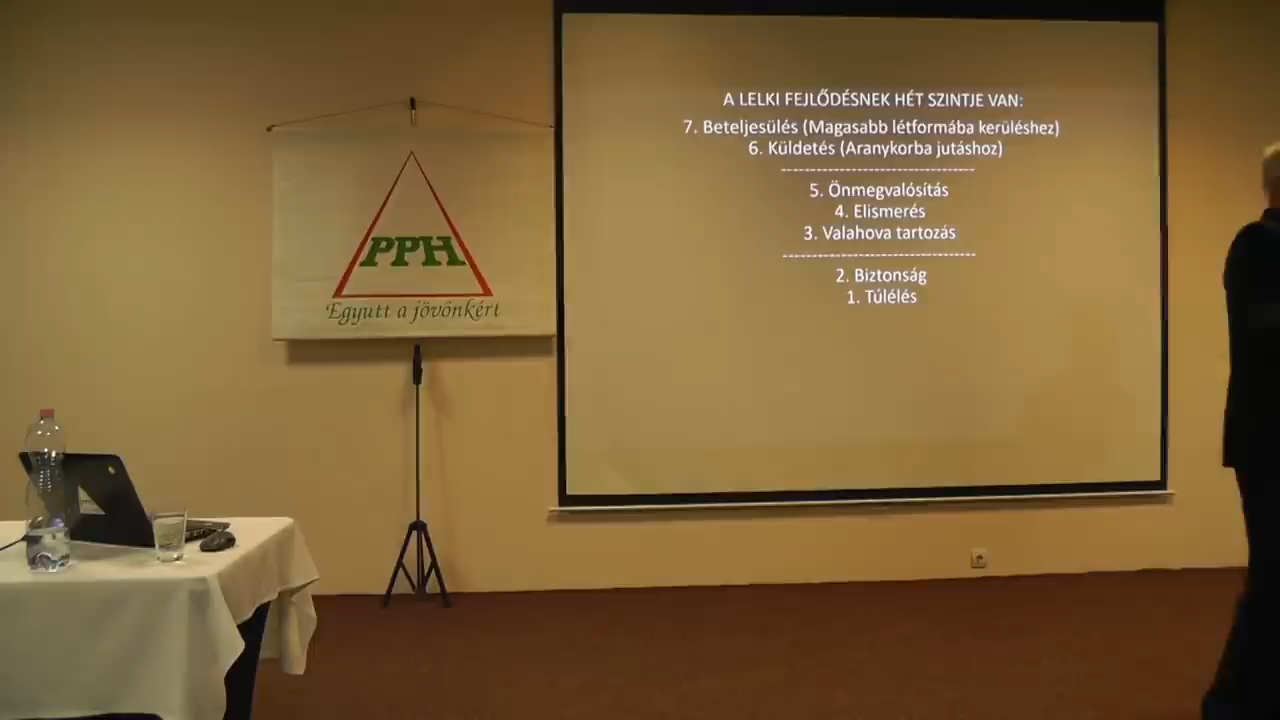 PPH
Együtt a jövőnkért
A LELKI FEJLŐDÉSNEK HÉT SZINTJE VAN:
7. Beteljesülés (Magasabb létformába kerüléshez)
6. Küldetés (Aranykorba jutáshoz)
-----------------------------------
5. Önmegvalósítás
4. Elismerés
3. Valahova tartozás
-----------------------------------
2. Biztonság
1. Túlélés